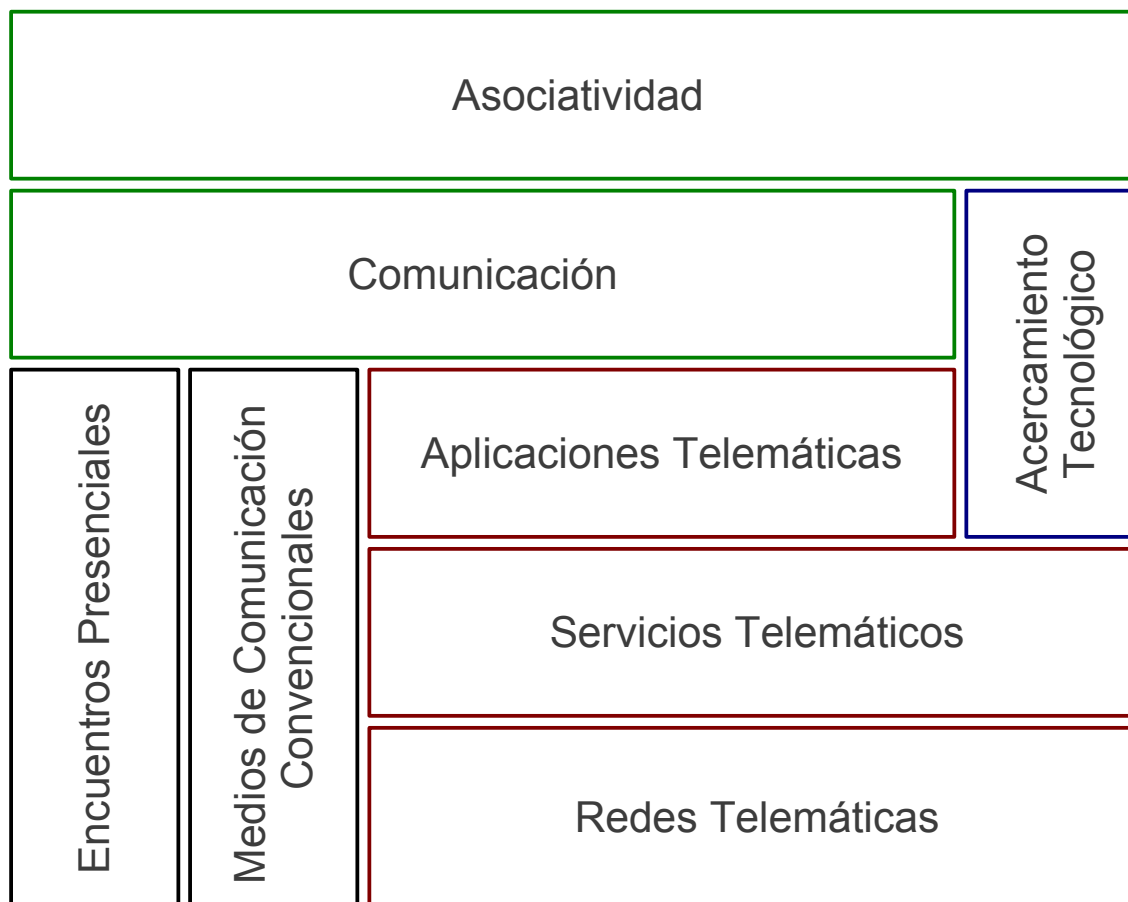 Asociatividad
Comunicación
Acercamiento
Tecnológico
Encuentros Presenciales
Medios de Comunicación
Convencionales
Aplicaciones Telemáticas
Servicios Telemáticos
Redes Telemáticas